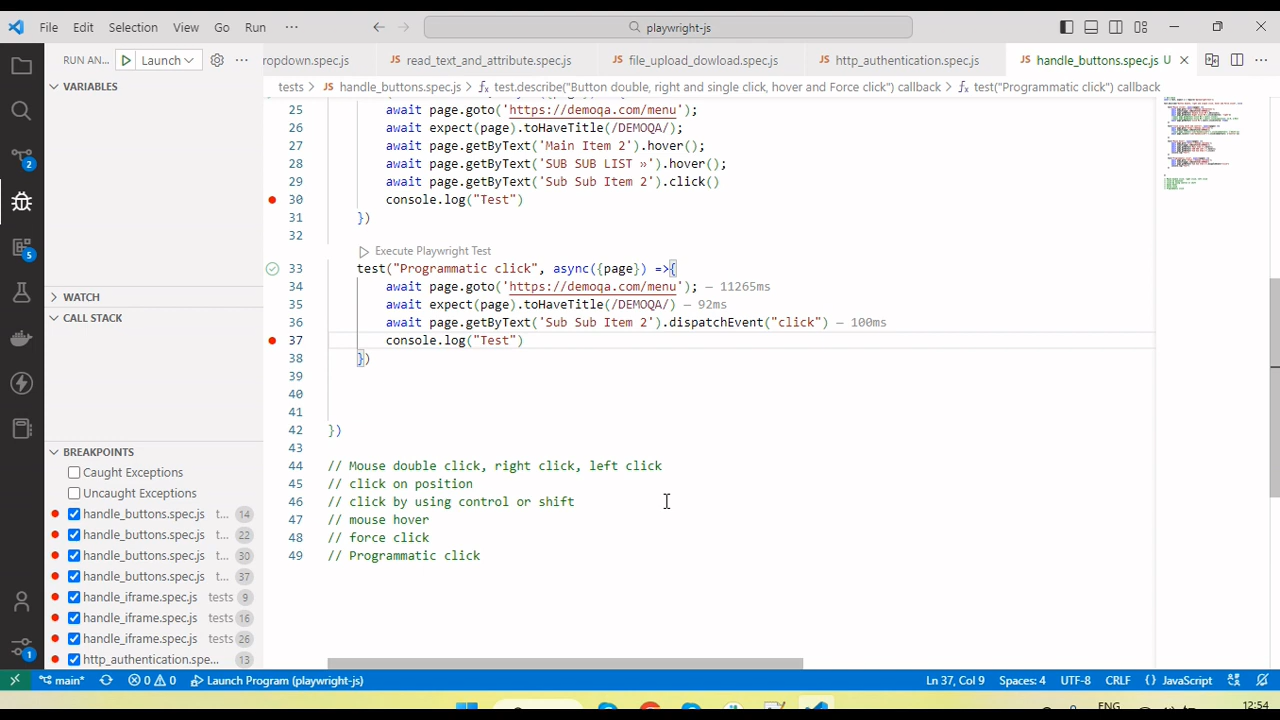 File Edit Selection View Go Run ··· playwright-js
RUN AN... Launch
ropdown.spec.js read_text_and_attribute.spec.js file_upload_dowload.spec.js http_authentication.spec.js handle_buttons.spec.js U
tests > handle_buttons.spec.js > test.describe("Button double, right and single click, hover and Force click") callback > test("Programmatic click") callback
VARIABLES
WATCH
CALL STACK
BREAKPOINTS
Caught Exceptions
Uncaught Exceptions
handle_buttons.spec.js t... 14
handle_buttons.spec.js t... 22
handle_buttons.spec.js t... 30
handle_buttons.spec.js t... 37
handle_iframe.spec.js tests 9
handle_iframe.spec.js tests 16
handle_iframe.spec.js tests 26
http_authentication.spe... 13
2
5
1
25 await page.goto('https://demoqa.com/menu');
26 await expect(page).toHaveTitle(/DEMOQA/);
27 await page.getByText('Main Item 2').hover();
28 await page.getByText('SUB SUB LIST »').hover();
29 await page.getByText('Sub Sub Item 2').click()
30 console.log("Test")
31 })
32
Execute Playwright Test
33 test("Programmatic click", async({page}) =>{
34 await page.goto('https://demoqa.com/menu'); — 11265ms
35 await expect(page).toHaveTitle(/DEMOQA/) — 92ms
36 await page.getByText('Sub Sub Item 2').dispatchEvent("click") — 100ms
37 console.log("Test")
38 })
39
40
41
42 })
43
44 // Mouse double click, right click, left click
45 // click on position
46 // click by using control or shift
47 // mouse hover
48 // force click
49 // Programmatic click
main* 0 0 Launch Program (playwright-js) Ln 37, Col 9 Spaces: 4 UTF-8 CRLF {} JavaScript
ENG 12:54